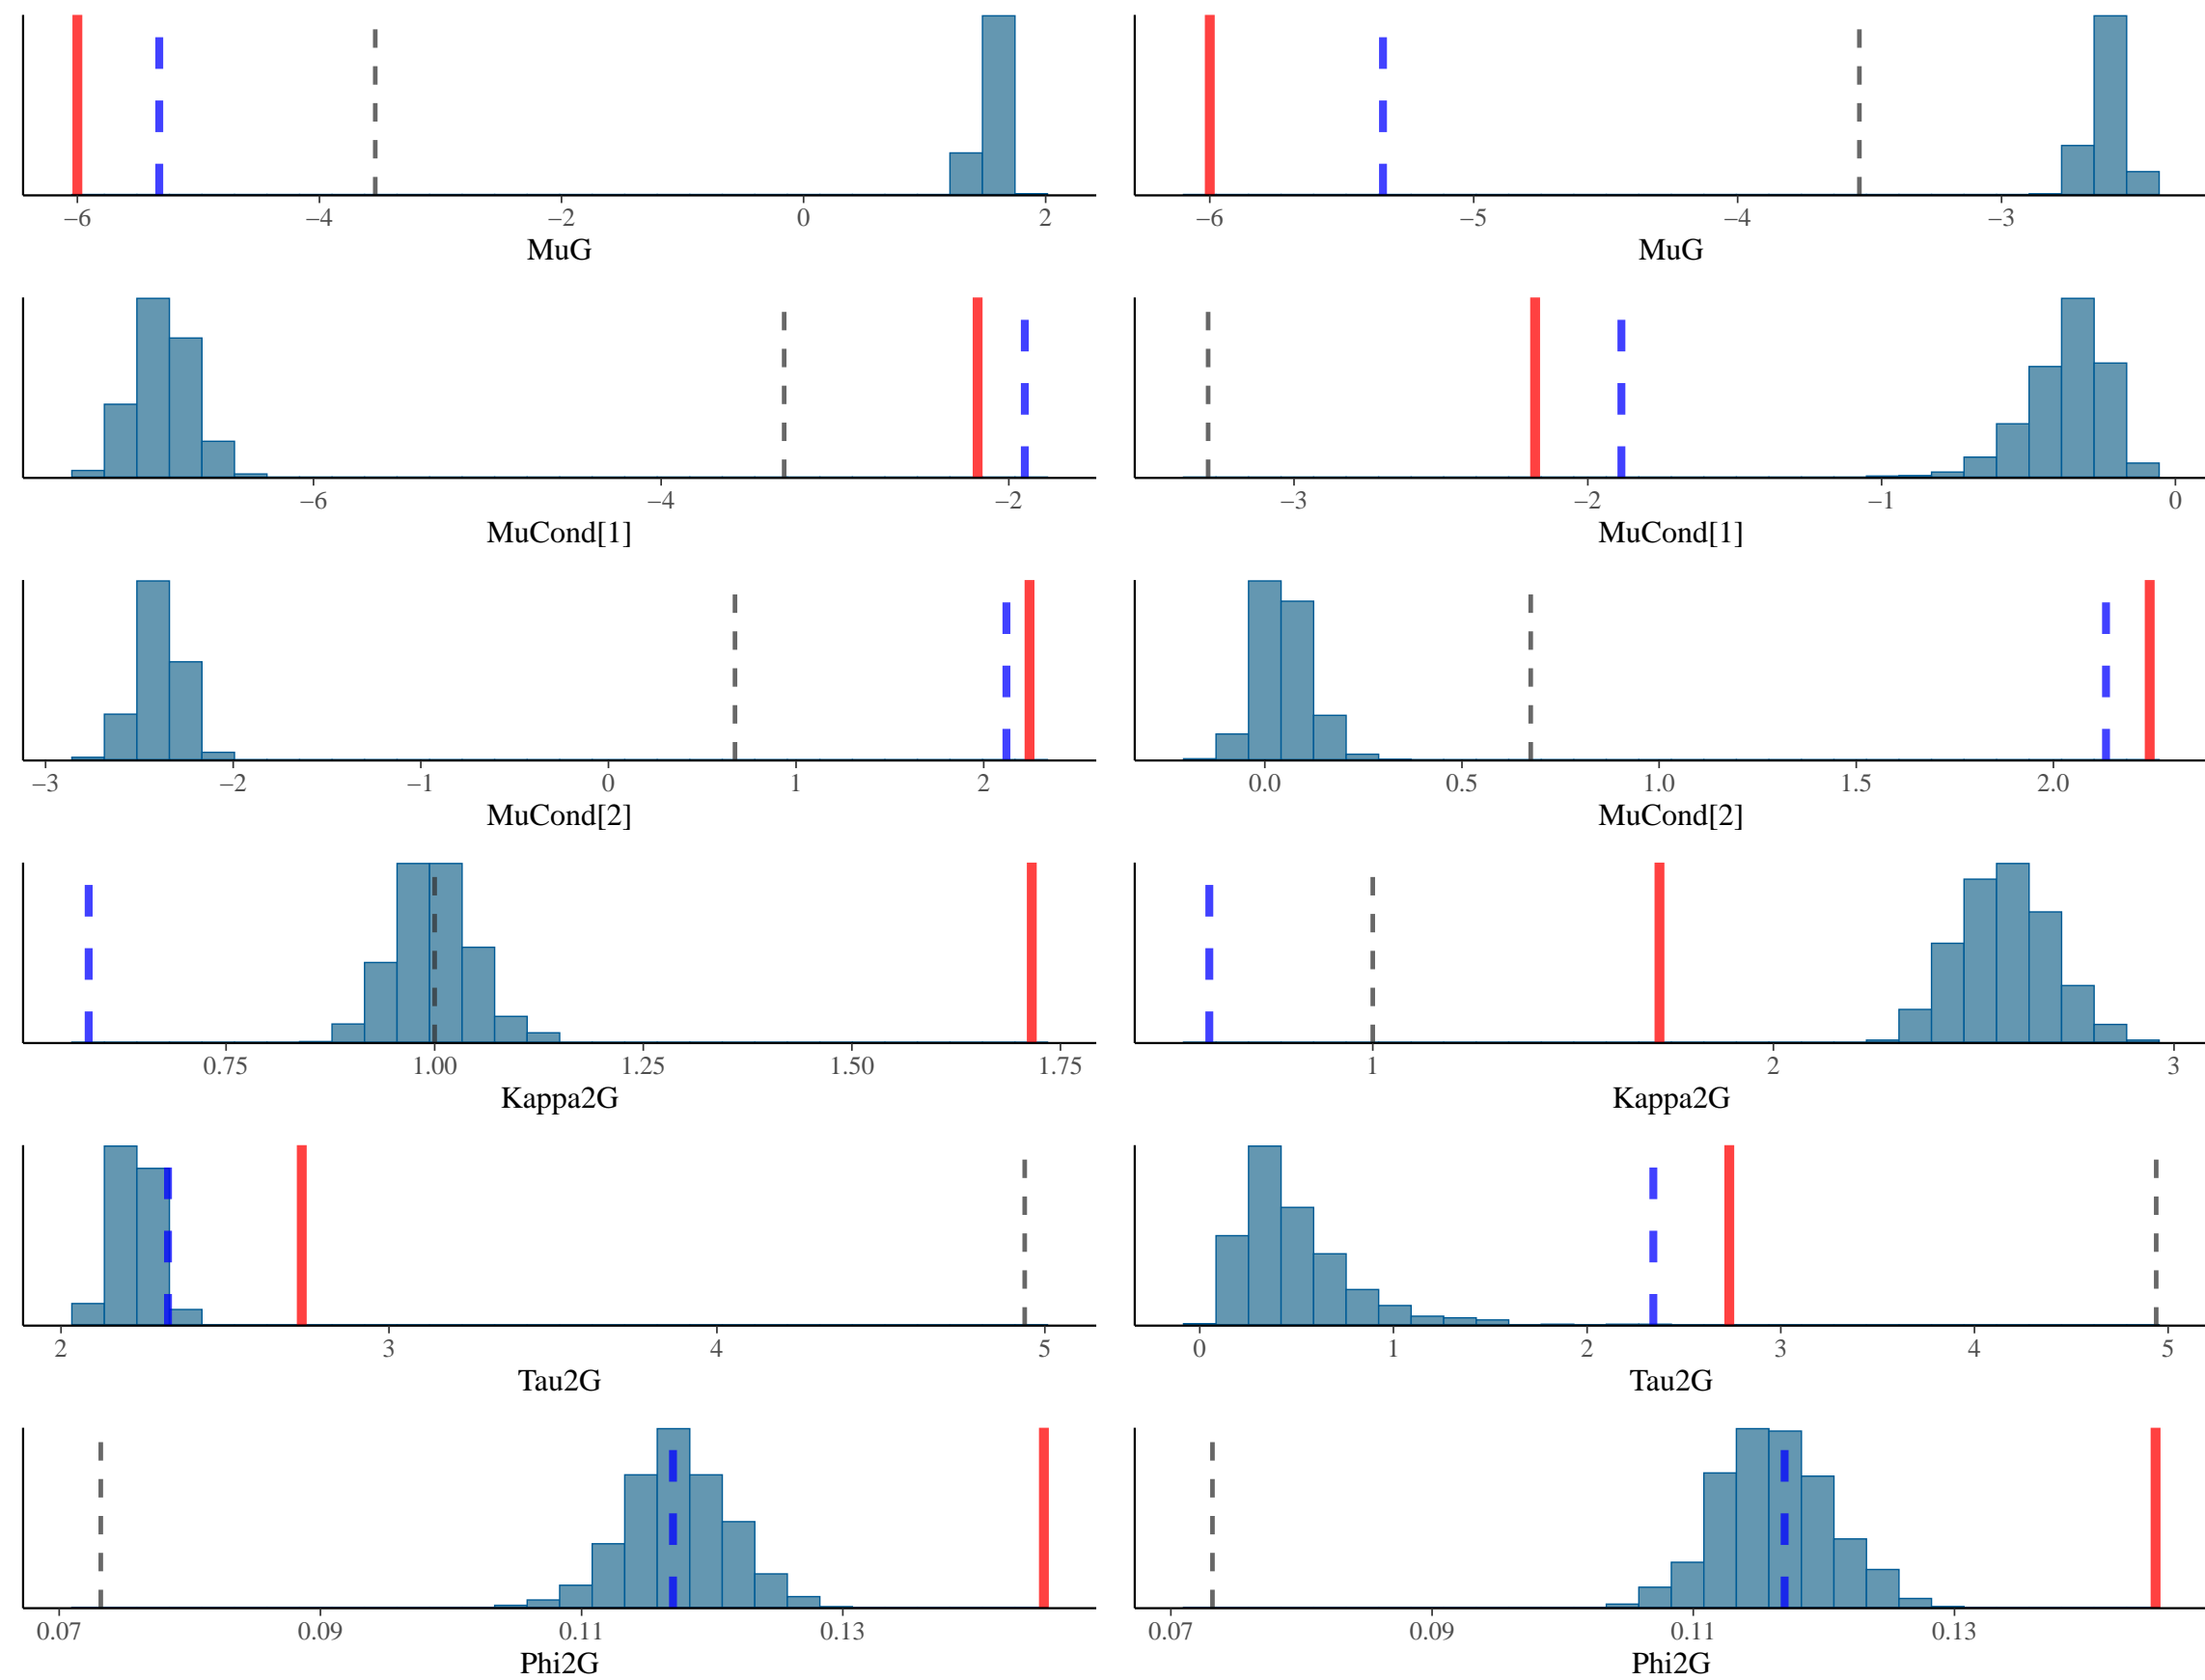 −6 −4 −2 0 2
MuG
−6 −5 −4 −3
MuG
−6 −4 −2
MuCond[1]
−3 −2 −1 0
MuCond[1]
−3 −2 −1 0 1 2
MuCond[2]
0.0 0.5 1.0 1.5 2.0
MuCond[2]
0.75 1.00 1.25 1.50 1.75
Kappa2G
1 2 3
Kappa2G
2 3 4 5
Tau2G
0 1 2 3 4 5
Tau2G
0.07 0.09 0.11 0.13
Phi2G
0.07 0.09 0.11 0.13
Phi2G